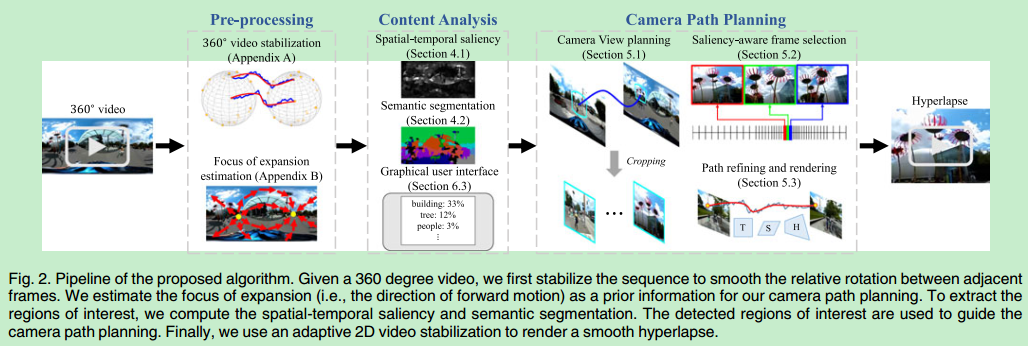 Pre-processing
Content Analysis
Camera Path Planning
360° video
360° video stabilization
(Appendix A)
Focus of expansion
estimation (Appendix B)
Spatial-temporal saliency
(Section 4.1)
Semantic segmentation
(Section 4.2)
Graphical user interface
(Section 6.3)
building: 33%
tree: 12%
people: 3%
⋮
Camera View planning
(Section 5.1)
Cropping
...
Saliency-aware frame selection
(Section 5.2)
Path refining and rendering
(Section 5.3)
T S H
Hyperlapse
Fig. 2. Pipeline of the proposed algorithm. Given a 360 degree video, we first stabilize the sequence to smooth the relative rotation between adjacent
frames. We estimate the focus of expansion (i.e., the direction of forward motion) as a prior information for our camera path planning. To extract the
regions of interest, we compute the spatial-temporal saliency and semantic segmentation. The detected regions of interest are used to guide the
camera path planning. Finally, we use an adaptive 2D video stabilization to render a smooth hyperlapse.